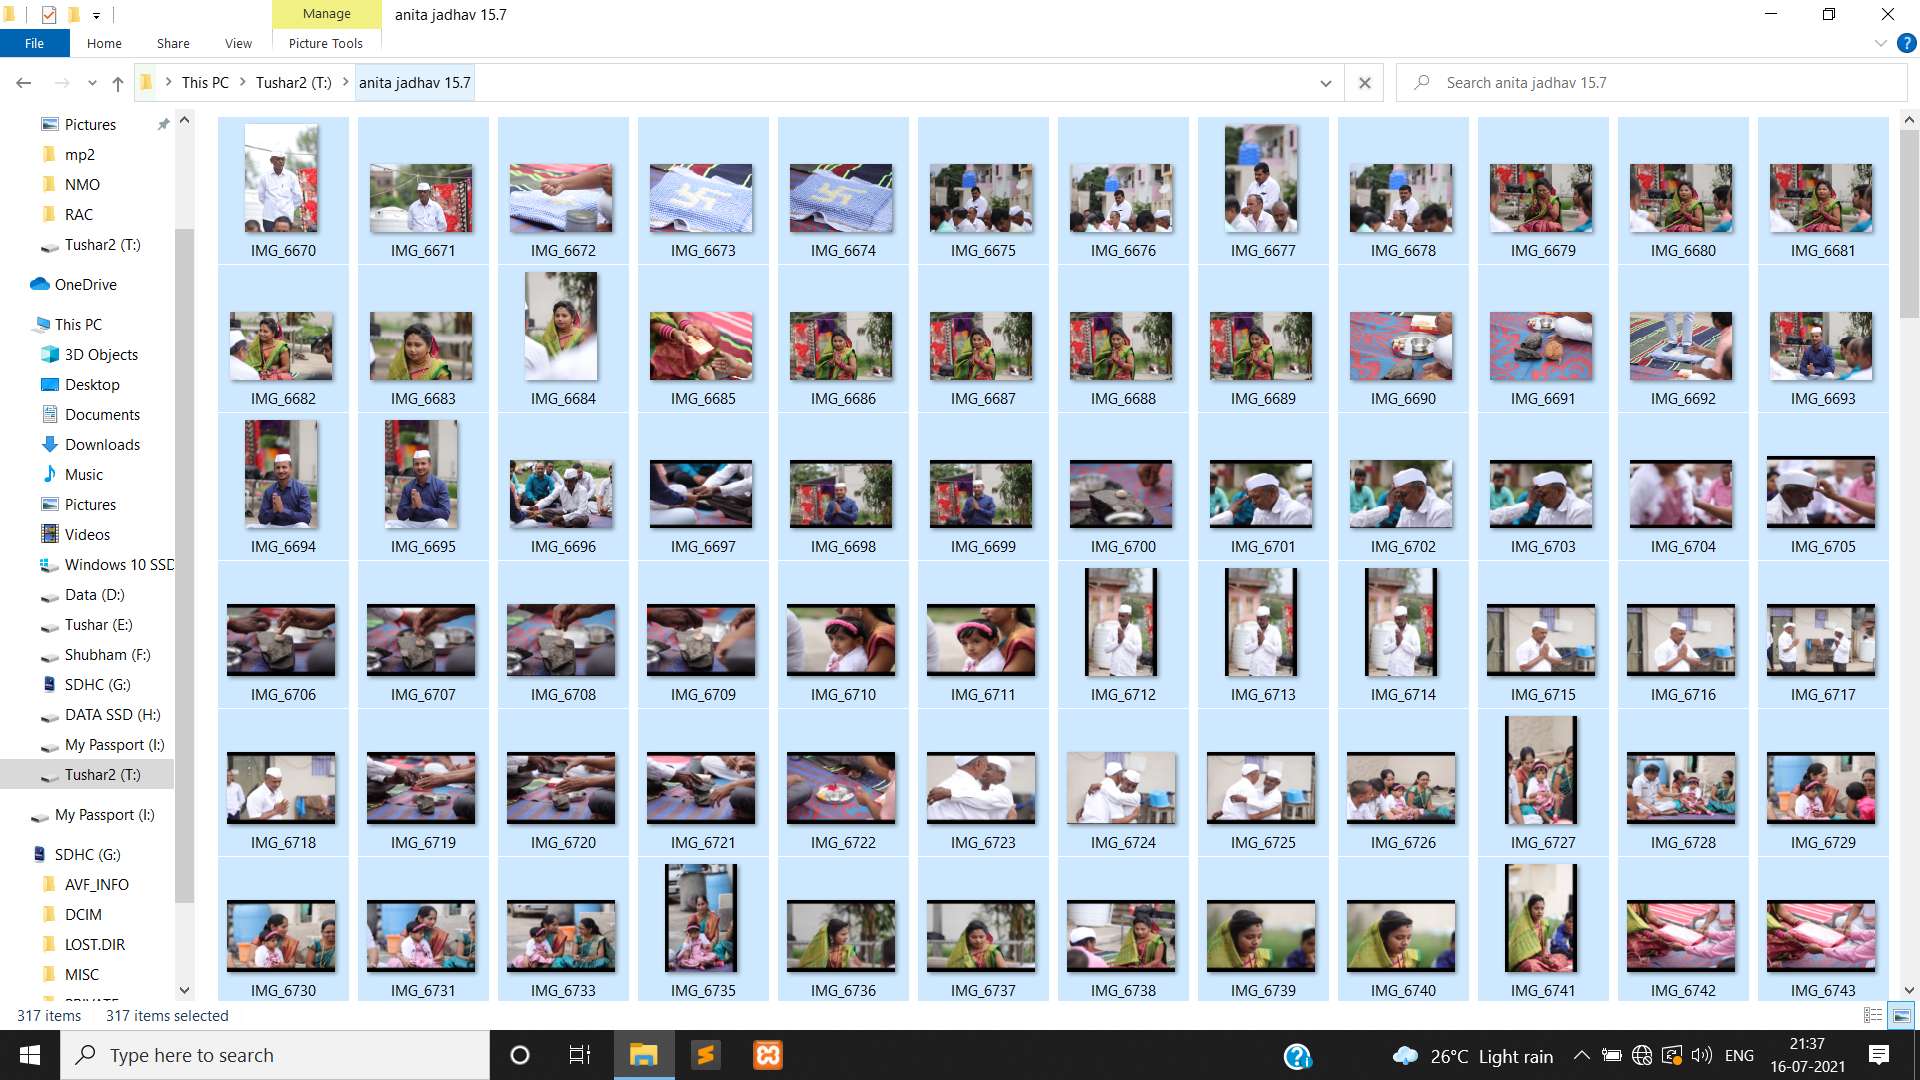 Manage
anita jadhav 15.7
File
Home
Share
View
Picture Tools
This PC
Tushar2 (T:)
anita jadhav 15.7
Search anita jadhav 15.7
Pictures
mp2
NMO
RAC
Tushar2 (T:)
OneDrive
This PC
3D Objects
Desktop
Documents
Downloads
Music
Pictures
Videos
Windows 10 SSD
Data (D:)
Tushar (E:)
Shubham (F:)
SDHC (G:)
DATA SSD (H:)
My Passport (I:)
Tushar2 (T:)
My Passport (I:)
SDHC (G:)
AVF_INFO
DCIM
LOST.DIR
MISC
IMG_6670 IMG_6671 IMG_6672 IMG_6673 IMG_6674 IMG_6675 IMG_6676 IMG_6677 IMG_6678 IMG_6679 IMG_6680 IMG_6681
IMG_6682 IMG_6683 IMG_6684 IMG_6685 IMG_6686 IMG_6687 IMG_6688 IMG_6689 IMG_6690 IMG_6691 IMG_6692 IMG_6693
IMG_6694 IMG_6695 IMG_6696 IMG_6697 IMG_6698 IMG_6699 IMG_6700 IMG_6701 IMG_6702 IMG_6703 IMG_6704 IMG_6705
IMG_6706 IMG_6707 IMG_6708 IMG_6709 IMG_6710 IMG_6711 IMG_6712 IMG_6713 IMG_6714 IMG_6715 IMG_6716 IMG_6717
IMG_6718 IMG_6719 IMG_6720 IMG_6721 IMG_6722 IMG_6723 IMG_6724 IMG_6725 IMG_6726 IMG_6727 IMG_6728 IMG_6729
IMG_6730 IMG_6731 IMG_6733 IMG_6735 IMG_6736 IMG_6737 IMG_6738 IMG_6739 IMG_6740 IMG_6741 IMG_6742 IMG_6743
317 items
317 items selected
Type here to search
26°C Light rain
ENG
21:37
16-07-2021